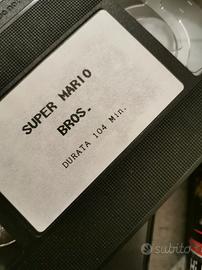 SUPER MARIO
BROS.
DURATA 104 Min.
subito